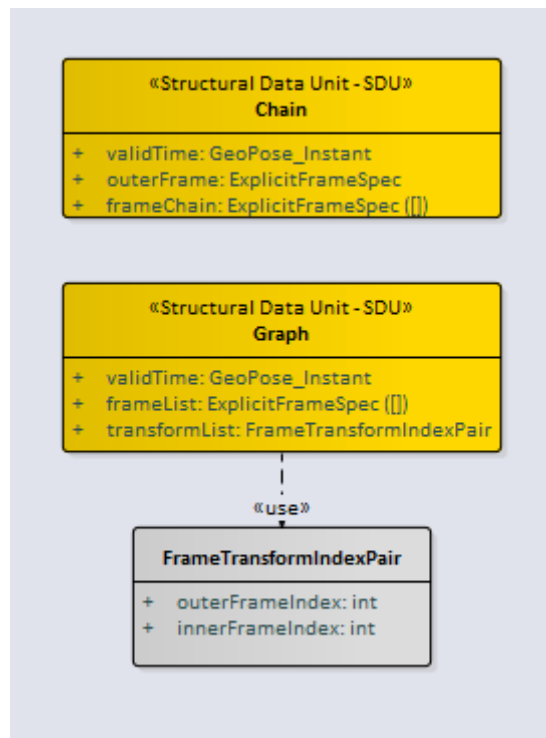 «Structural Data Unit - SDU»
Chain
+ validTime: GeoPose_Instant
+ outerFrame: ExplicitFrameSpec
+ frameChain: ExplicitFrameSpec ([])
«Structural Data Unit - SDU»
Graph
+ validTime: GeoPose_Instant
+ frameList: ExplicitFrameSpec ([])
+ transformList: FrameTransformIndexPair
«use»
FrameTransformIndexPair
+ outerFrameIndex: int
+ innerFrameIndex: int